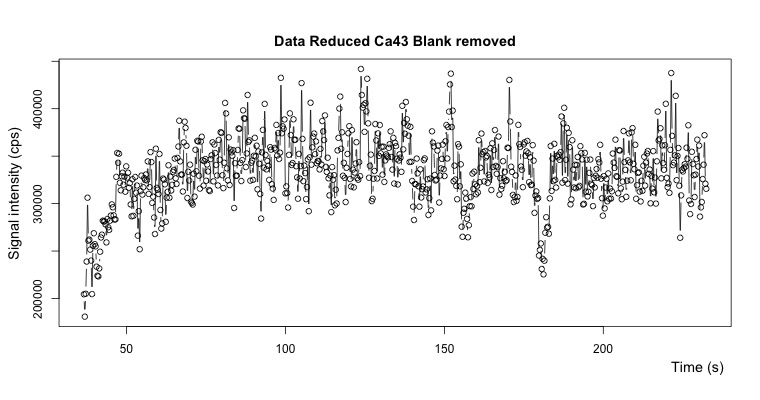 Data Reduced Ca43 Blank removed
Signal intensity (cps)
400000
300000
200000
50
100
150
200
Time (s)